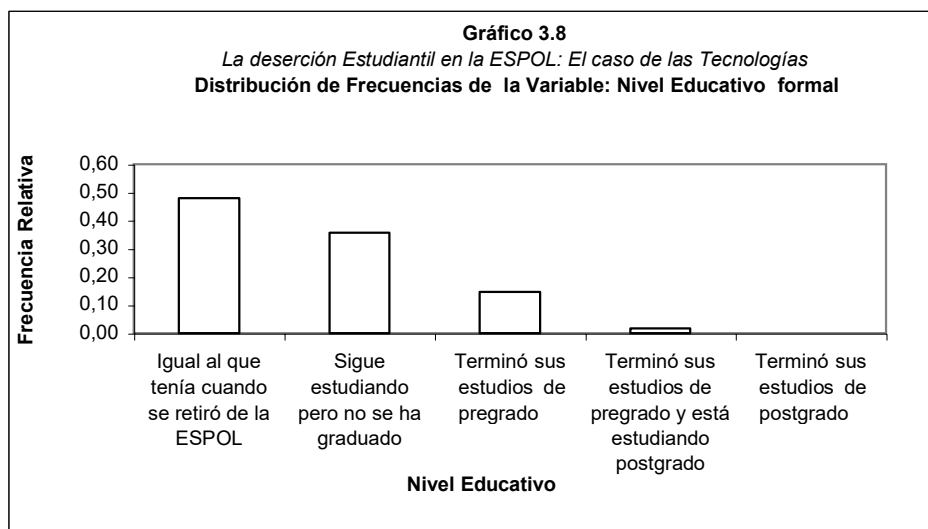 Gráfico 3.8
La deserción Estudiantil en la ESPOL: El caso de las Tecnologías
Distribución de Frecuencias de la Variable: Nivel Educativo formal
Frecuencia Relativa
0,60
0,50
0,40
0,30
0,20
0,10
0,00
Igual al que
tenía cuando
se retiró de la
ESPOL
Sigue
estudiando
pero no se ha
graduado
Terminó sus
estudios de
pregrado
Terminó sus
estudios de
pregrado y está
estudiando
postgrado
Terminó sus
estudios de
postgrado
Nivel Educativo